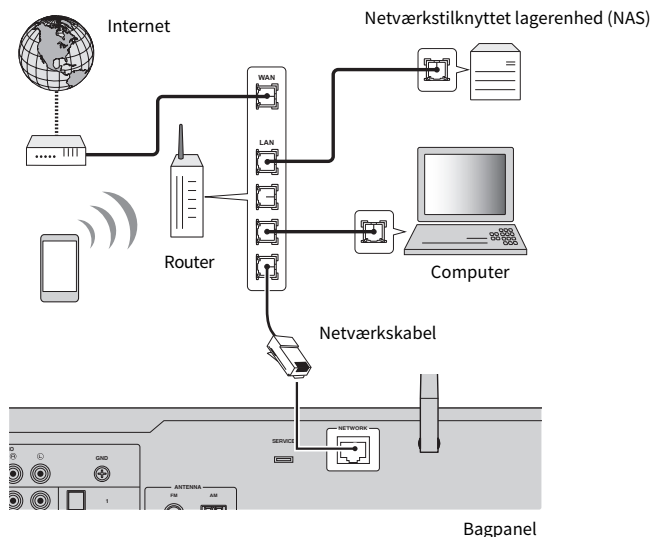 Internet
Netværkstilknyttet lagerenhed (NAS)
WAN
LAN
Router
Computer
Netværkskabel
SERVICE
NETWORK
R
L
GND
1
ANTENNA
FM
AM
Bagpanel